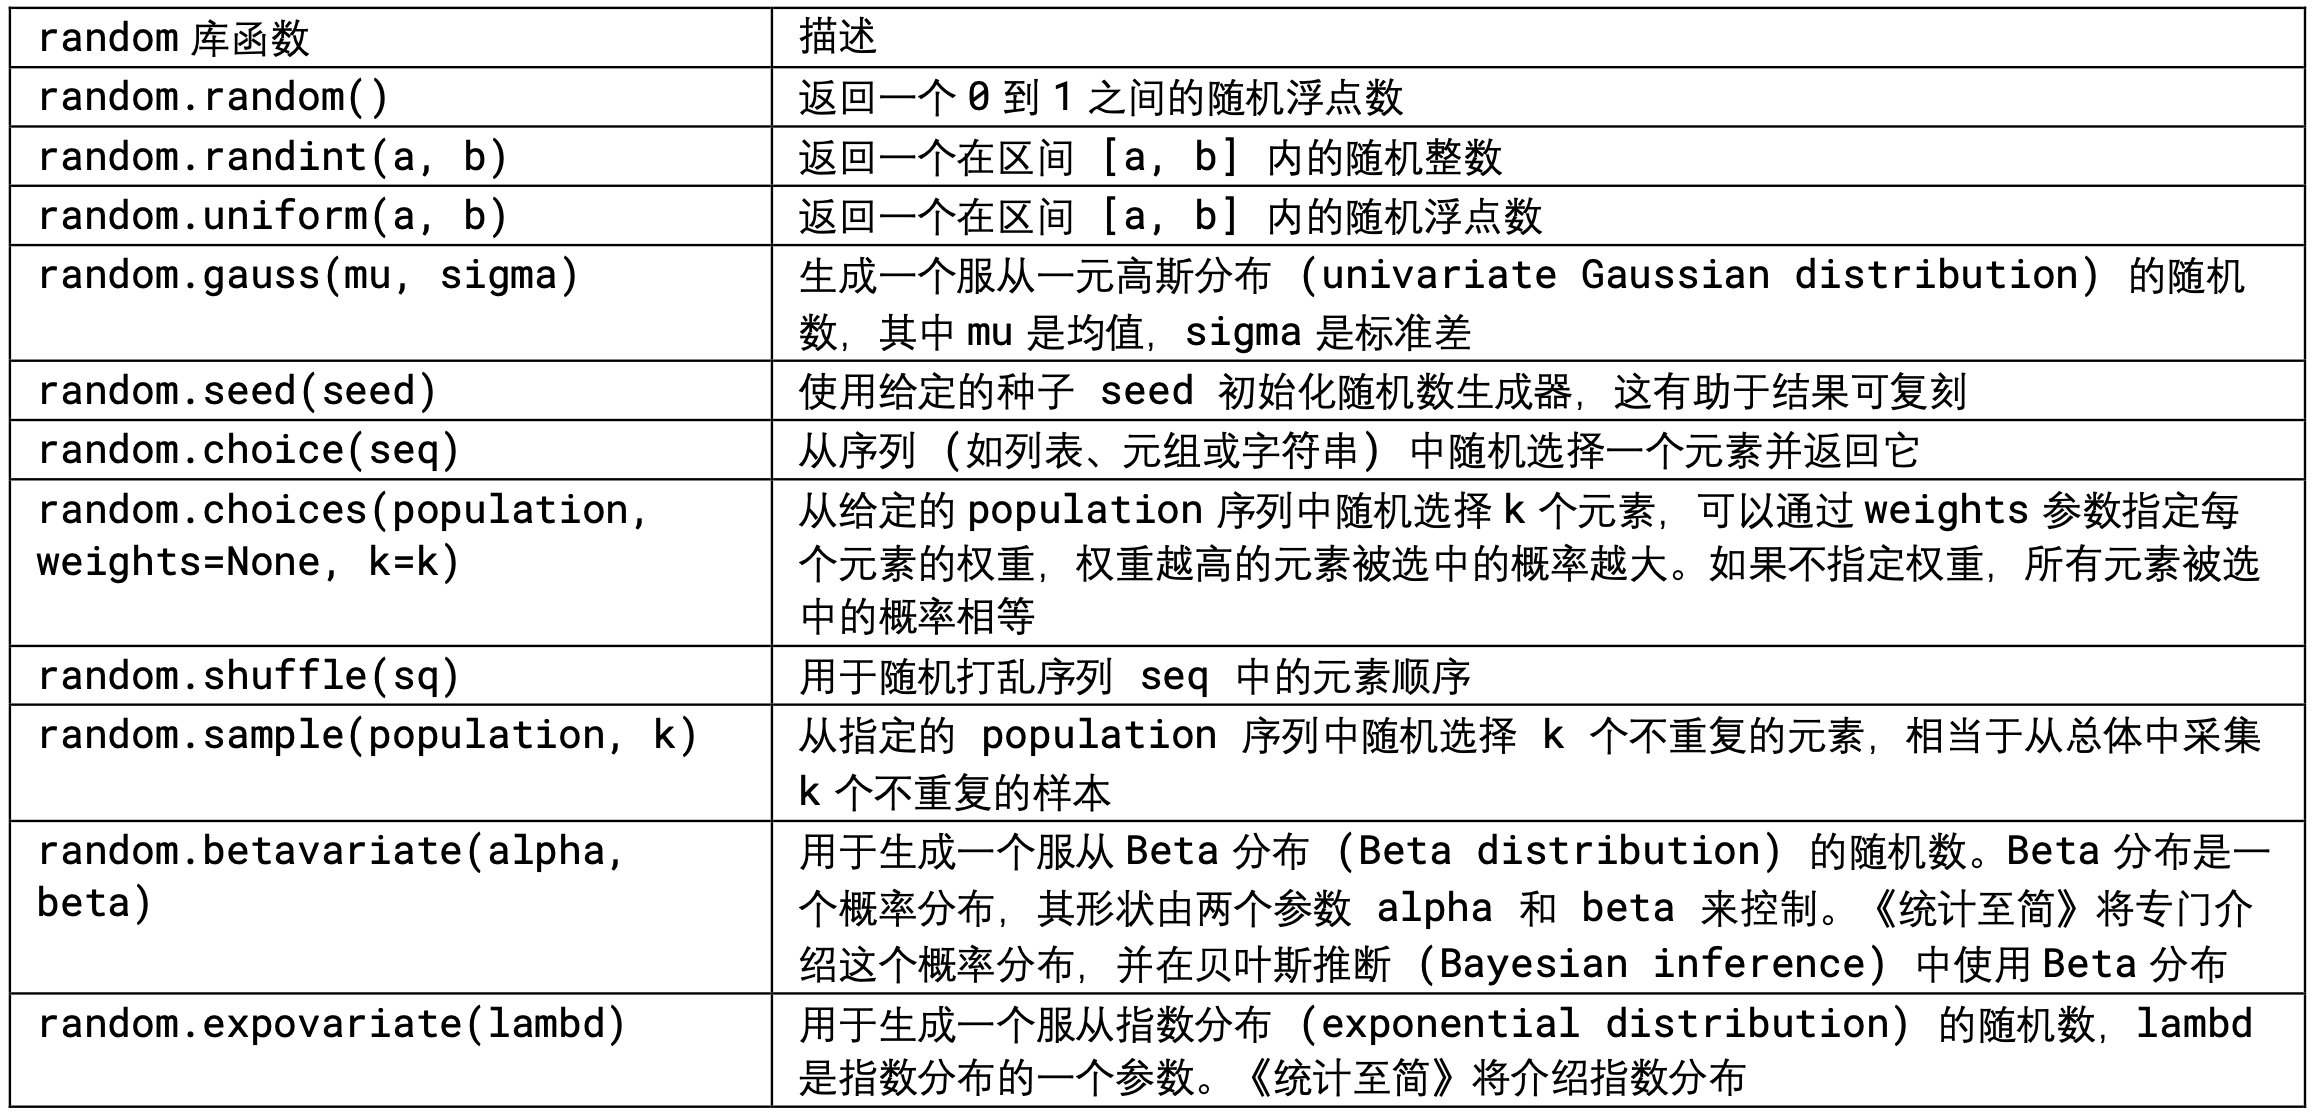 random 库函数
描述
random.random()
返回一个 0 到 1 之间的随机浮点数
random.randint(a, b)
返回一个在区间 [a, b] 内的随机整数
random.uniform(a, b)
返回一个在区间 [a, b] 内的随机浮点数
random.gauss(mu, sigma)
生成一个服从一元高斯分布 (univariate Gaussian distribution) 的随机
数，其中 mu 是均值，sigma 是标准差
random.seed(seed)
使用给定的种子 seed 初始化随机数生成器，这有助于结果可复刻
random.choice(seq)
从序列 (如列表、元组或字符串) 中随机选择一个元素并返回它
random.choices(population,
weights=None, k=k)
从给定的 population 序列中随机选择 k 个元素，可以通过 weights 参数指定每
个元素的权重，权重越高的元素被选中的概率越大。如果不指定权重，所有元素被选
中的概率相等
random.shuffle(sq)
用于随机打乱序列 seq 中的元素顺序
random.sample(population, k)
从指定的 population 序列中随机选择 k 个不重复的元素，相当于从总体中采集
k 个不重复的样本
random.betavariate(alpha,
beta)
用于生成一个服从 Beta 分布 (Beta distribution) 的随机数。Beta 分布是一
个概率分布，其形状由两个参数 alpha 和 beta 来控制。《统计至简》将专门介
绍这个概率分布，并在贝叶斯推断 (Bayesian inference) 中使用 Beta 分布
random.expovariate(lambd)
用于生成一个服从指数分布 (exponential distribution) 的随机数，lambd
是指数分布的一个参数。《统计至简》将介绍指数分布